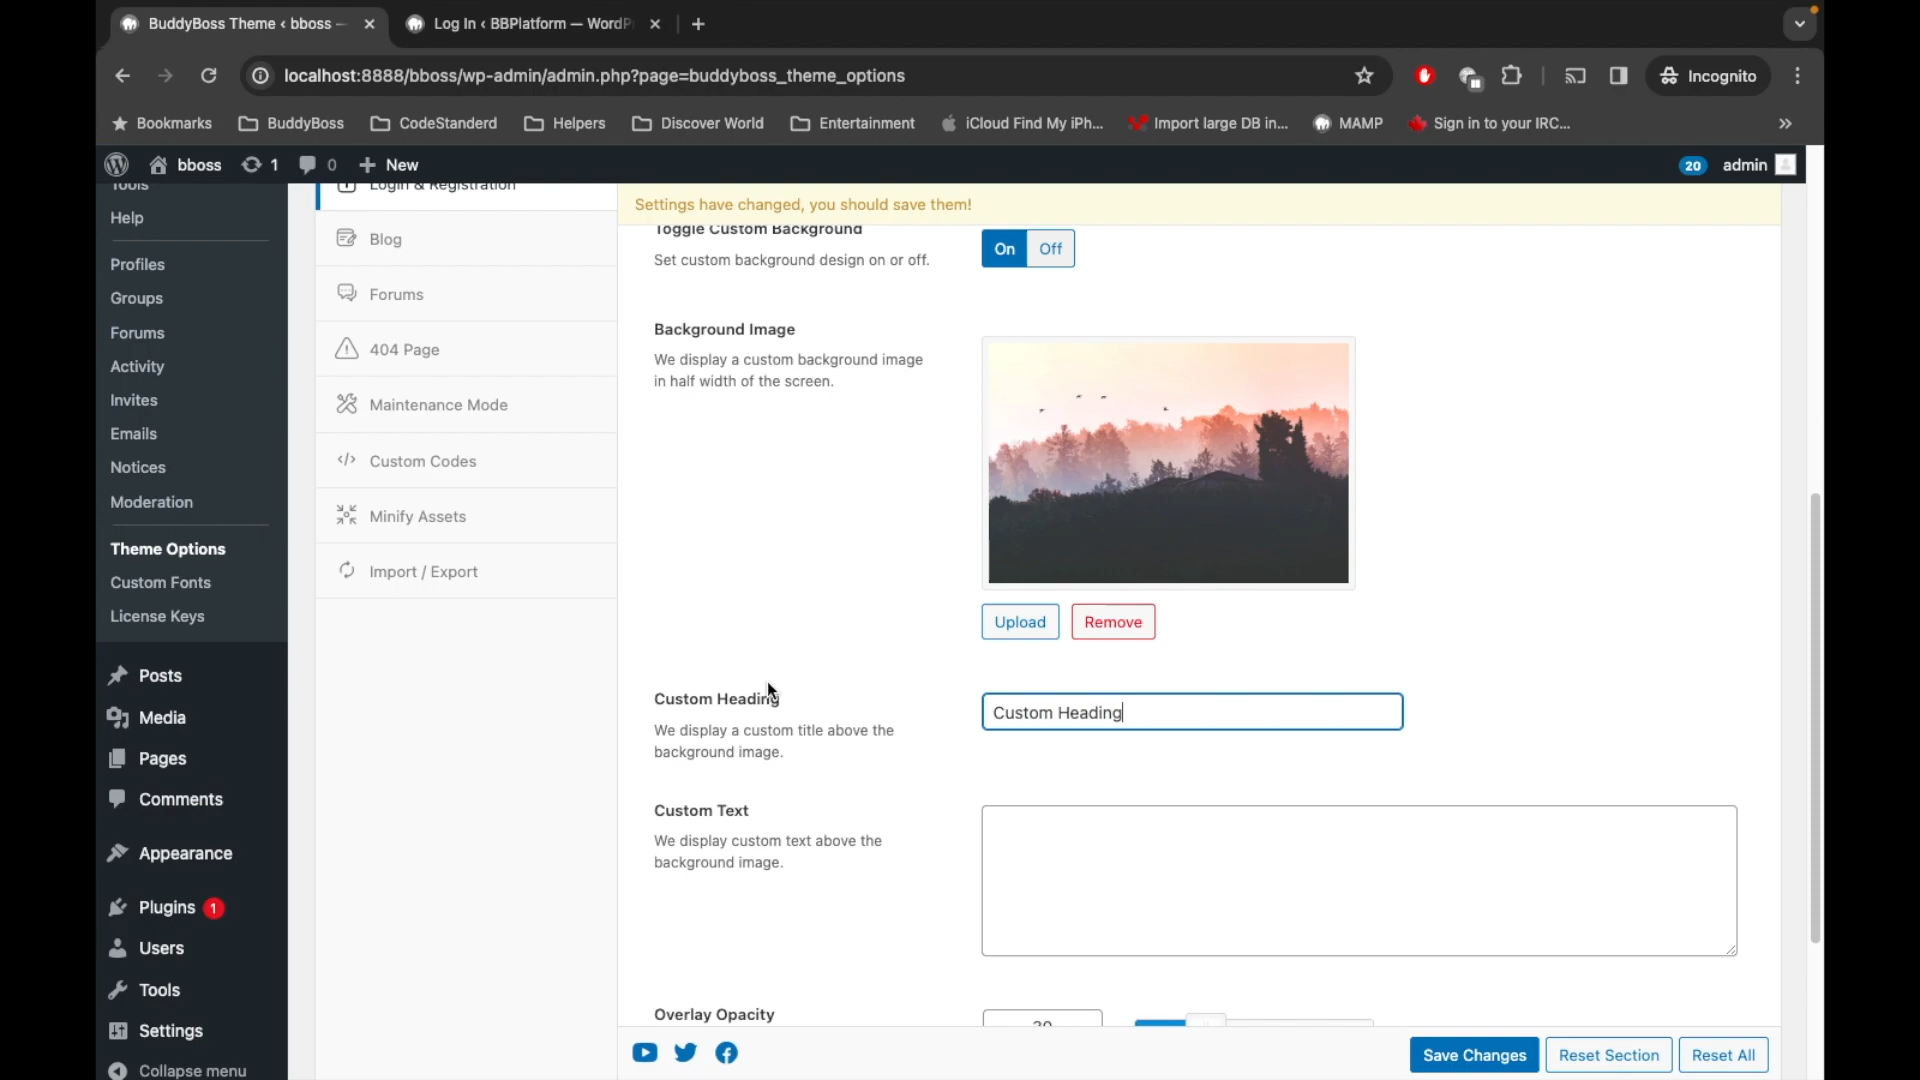 BuddyBoss Theme ‹ bboss —
Log In ‹ BBPlatform — WordP
localhost:8888/bboss/wp-admin/admin.php?page=buddyboss_theme_options
Incognito
Bookmarks
BuddyBoss
CodeStanderd
Helpers
Discover World
Entertainment
iCloud Find My iPh...
Import large DB in...
MAMP
Sign in to your IRC...
bboss
1
0
New
20
admin
Tools
Help
Profiles
Groups
Forums
Activity
Invites
Emails
Notices
Moderation
Theme Options
Custom Fonts
License Keys
Posts
Media
Pages
Comments
Appearance
Plugins 1
Users
Tools
Settings
Collapse menu
Login & Registration
Blog
Forums
404 Page
Maintenance Mode
Custom Codes
Minify Assets
Import / Export
Settings have changed, you should save them!
Toggle Custom Background
Set custom background design on or off.
On
Off
Background Image
We display a custom background image
in half width of the screen.
Upload
Remove
Custom Heading
We display a custom title above the
background image.
Custom Heading
Custom Text
We display custom text above the
background image.
Overlay Opacity
30
Save Changes
Reset Section
Reset All